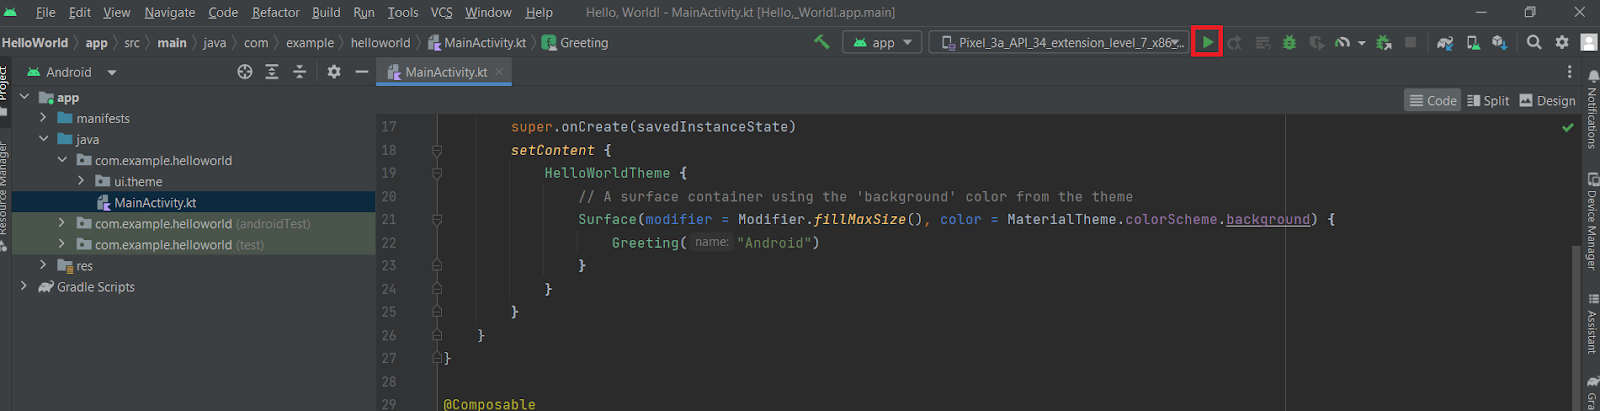 File Edit View Navigate Code Refactor Build Run Tools VCS Window Help Hello, World! - MainActivity.kt [Hello,_World!.app.main]
HelloWorld app src main java com example helloworld MainActivity.kt Greeting app Pixel_3a_API_34_extension_level_7_x86...
Project
Resource Manager
Android
app
manifests
java
com.example.helloworld
ui.theme
MainActivity.kt
com.example.helloworld (androidTest)
com.example.helloworld (test)
res
Gradle Scripts
MainActivity.kt
Code Split Design
17 super.onCreate(savedInstanceState)
18 setContent {
19 HelloWorldTheme {
20 // A surface container using the 'background' color from the theme
21 Surface(modifier = Modifier.fillMaxSize(), color = MaterialTheme.colorScheme.background) {
22 Greeting( name: "Android")
23 }
24 }
25 }
26 }
27 }
28
29 @Composable
Notifications
Device Manager
Assistant
Gra